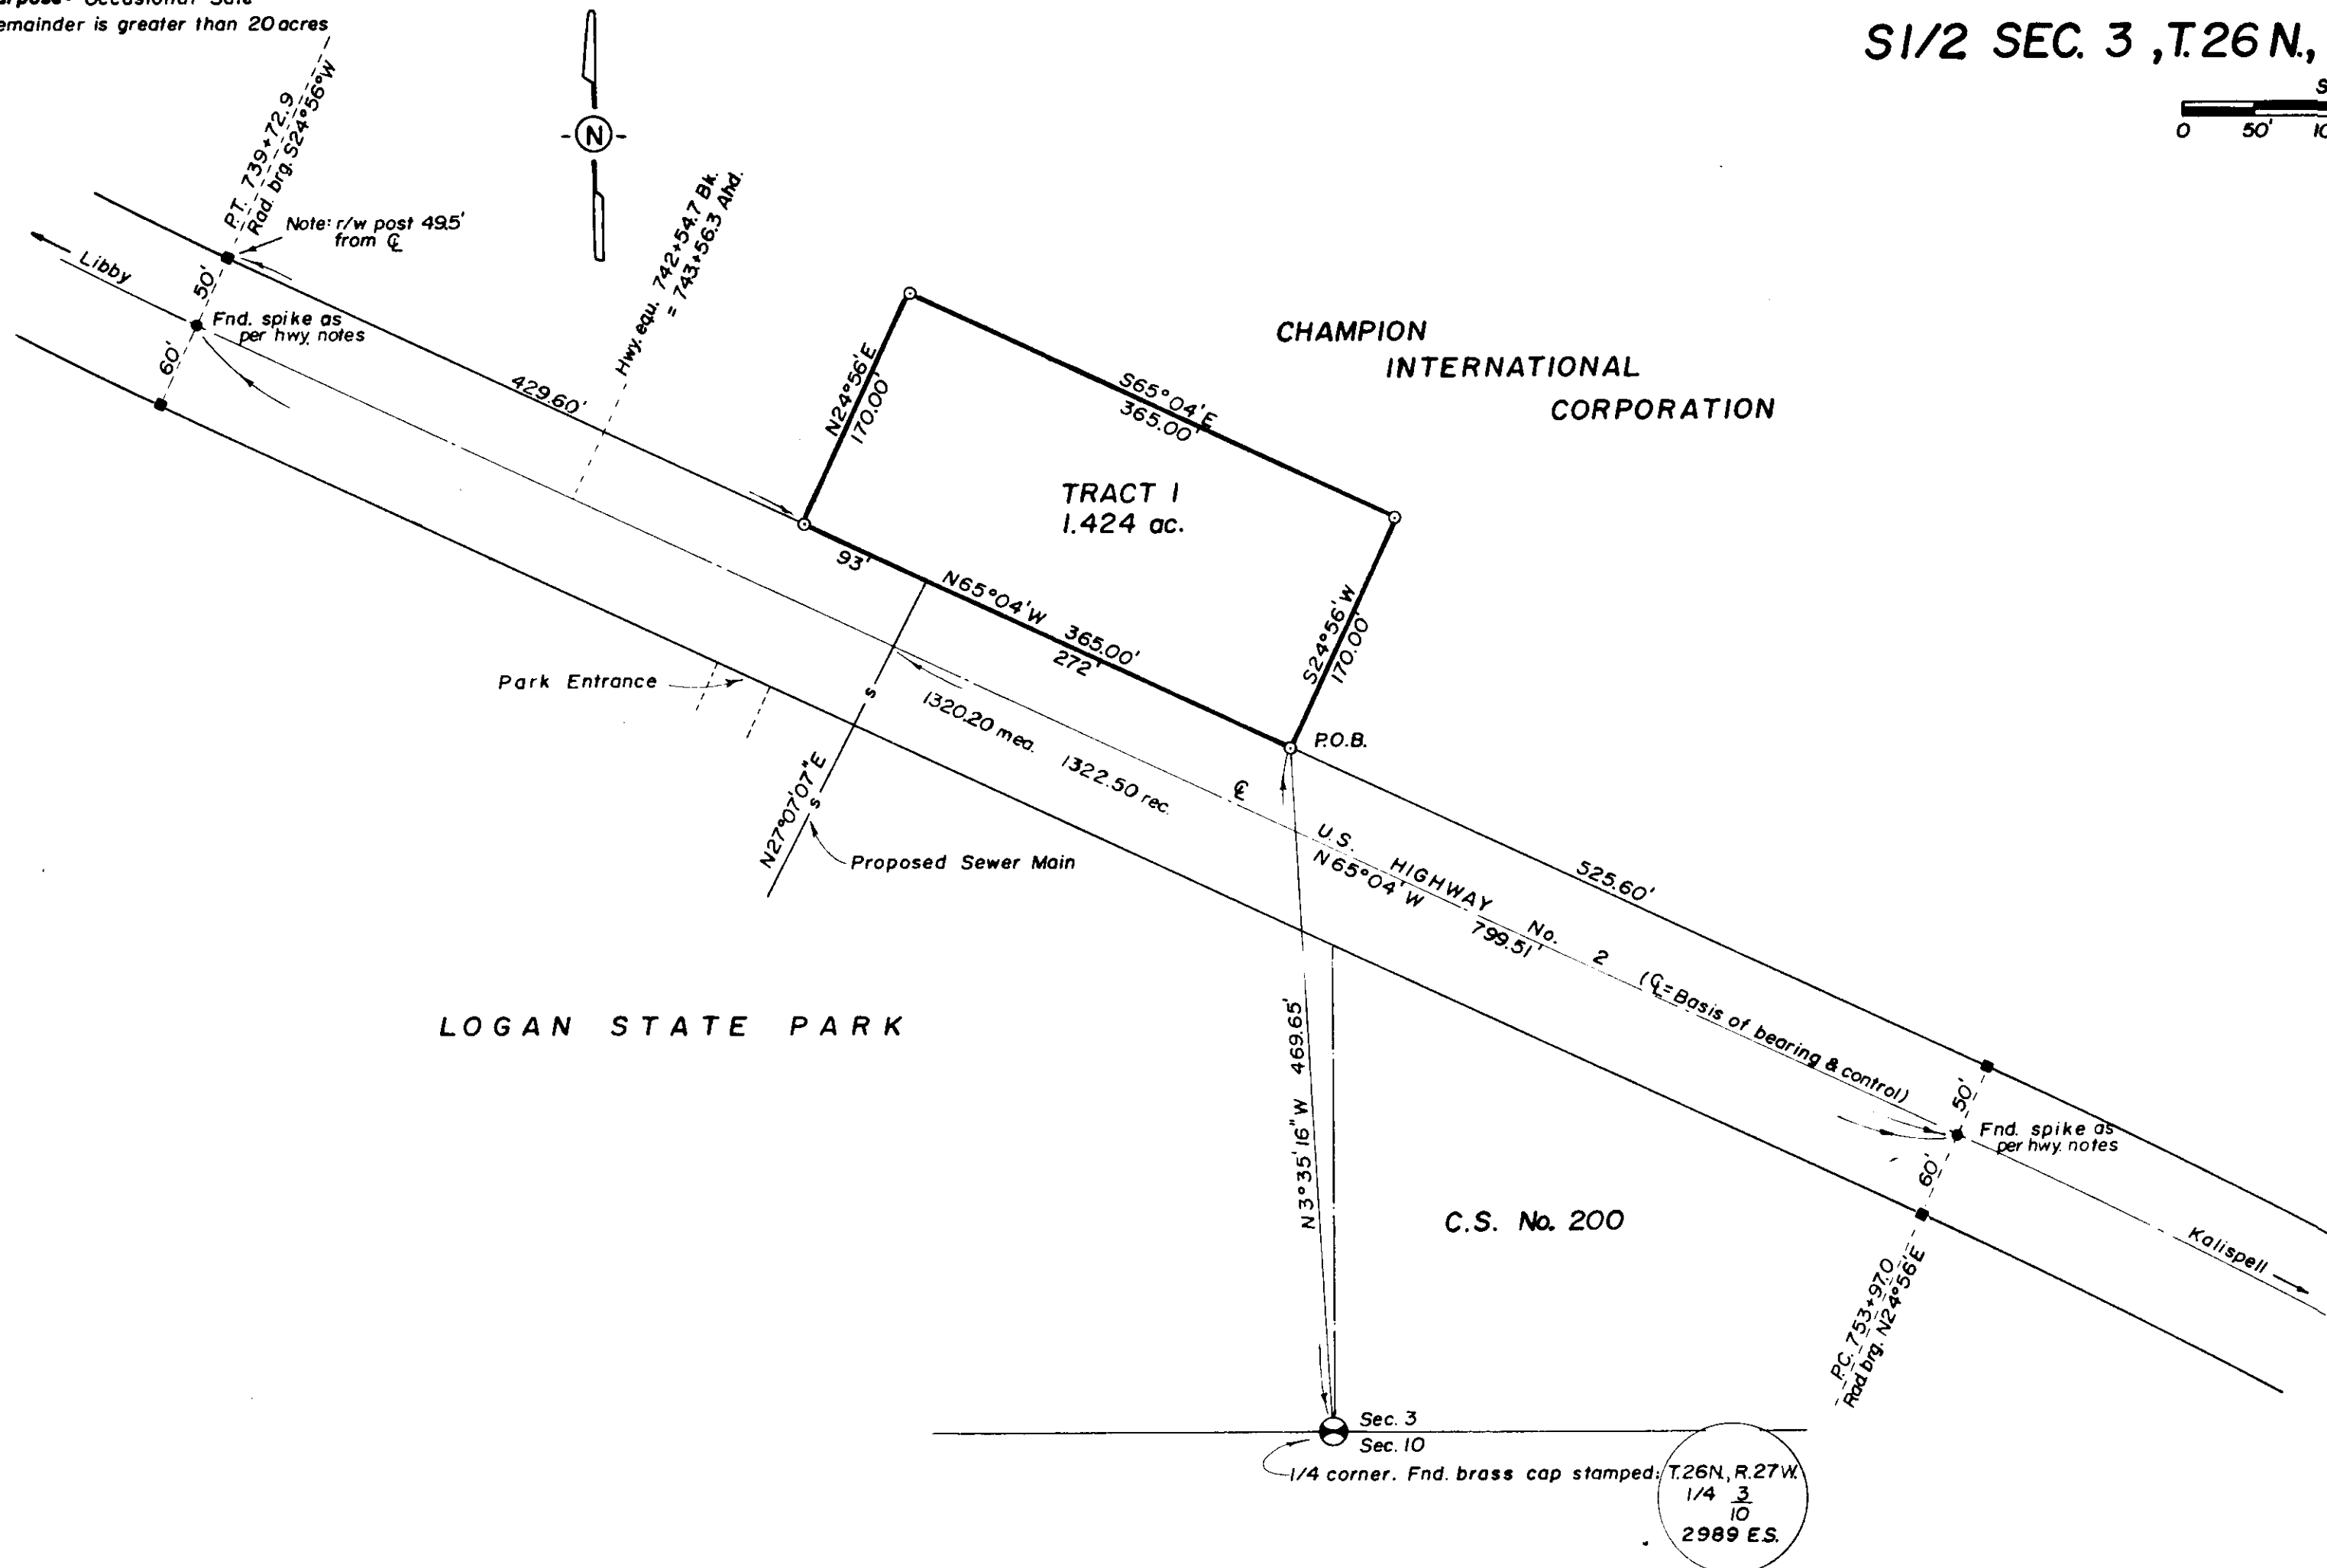 Occasional Sale
remainder is greater than 20 acres
S1/2 SEC. 3 , T. 26 N.,
0 50'
P.T. 739+72.9
Rad. brg. S24°56'W
N
Note: r/w post 49.5'
from ℄
Libby
50'
Fnd. spike as
per hwy. notes
60'
Hwy. equ. 742+54.7 Bk.
= 743+56.3 Ahd.
429.60'
N24°56'E
170.00'
S65°04'E
365.00'
CHAMPION
INTERNATIONAL
CORPORATION
TRACT 1
1.424 ac.
93'
N65°04'W 365.00'
272'
S24°56'W
170.00'
P.O.B.
Park Entrance
1320.20 mea. 1322.50 rec.
N27°07'07"E
s
s
Proposed Sewer Main
℄
U.S. HIGHWAY No. 2 (℄=Basis of bearing & control)
N65°04'W 799.51'
525.60'
LOGAN STATE PARK
N3°35'16"W 469.65'
50'
Fnd. spike as
per hwy. notes
60'
C.S. No. 200
P.C. 753+97.0
Rad brg. N24°56'E
Kalispell
Sec. 3
Sec. 10
1/4 corner. Fnd. brass cap stamped:
T.26N., R.27W.
1/4 3
10
2989 E.S.